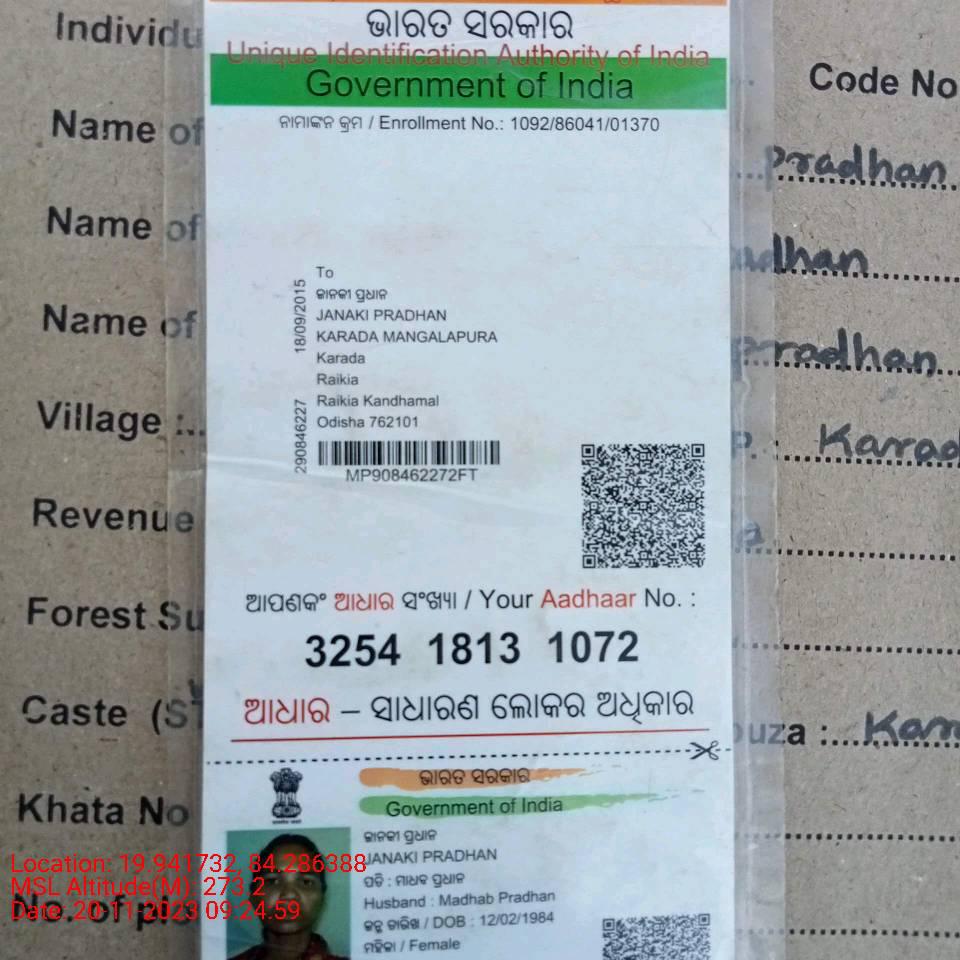 ଭାରତ ସରକାର
Unique Identification Authority of India
Government of India
ନାମାଙ୍କନ କ୍ରମ / Enrollment No.: 1092/86041/01370
To
ଜାନକୀ ପ୍ରଧାନ
JANAKI PRADHAN
KARADA MANGALAPURA
Karada
Raikia
Raikia Kandhamal
Odisha 762101
18/09/2015
290846227
MP908462272FT
ଆପଣଙ୍କ ଆଧାର ସଂଖ୍ୟା / Your Aadhaar No. :
3254 1813 1072
ଆଧାର – ସାଧାରଣ ଲୋକର ଅଧିକାର
ଭାରତ ସରକାର
Government of India
ଜାନକୀ ପ୍ରଧାନ
JANAKI PRADHAN
ପତି : ମାଧବ ପ୍ରଧାନ
Husband : Madhab Pradhan
ଜନ୍ମ ତାରିଖ / DOB : 12/02/1984
ମହିଳା / Female
Code No
Name of
Pradhan
Name of
Name of
pradhan
Village :
Revenue
Forest
Caste
Khata No
No. of
Location: 19.941732, 84.286388
MSL Altitude(M): 273.2
Date: 20-11-2023 09:24:59